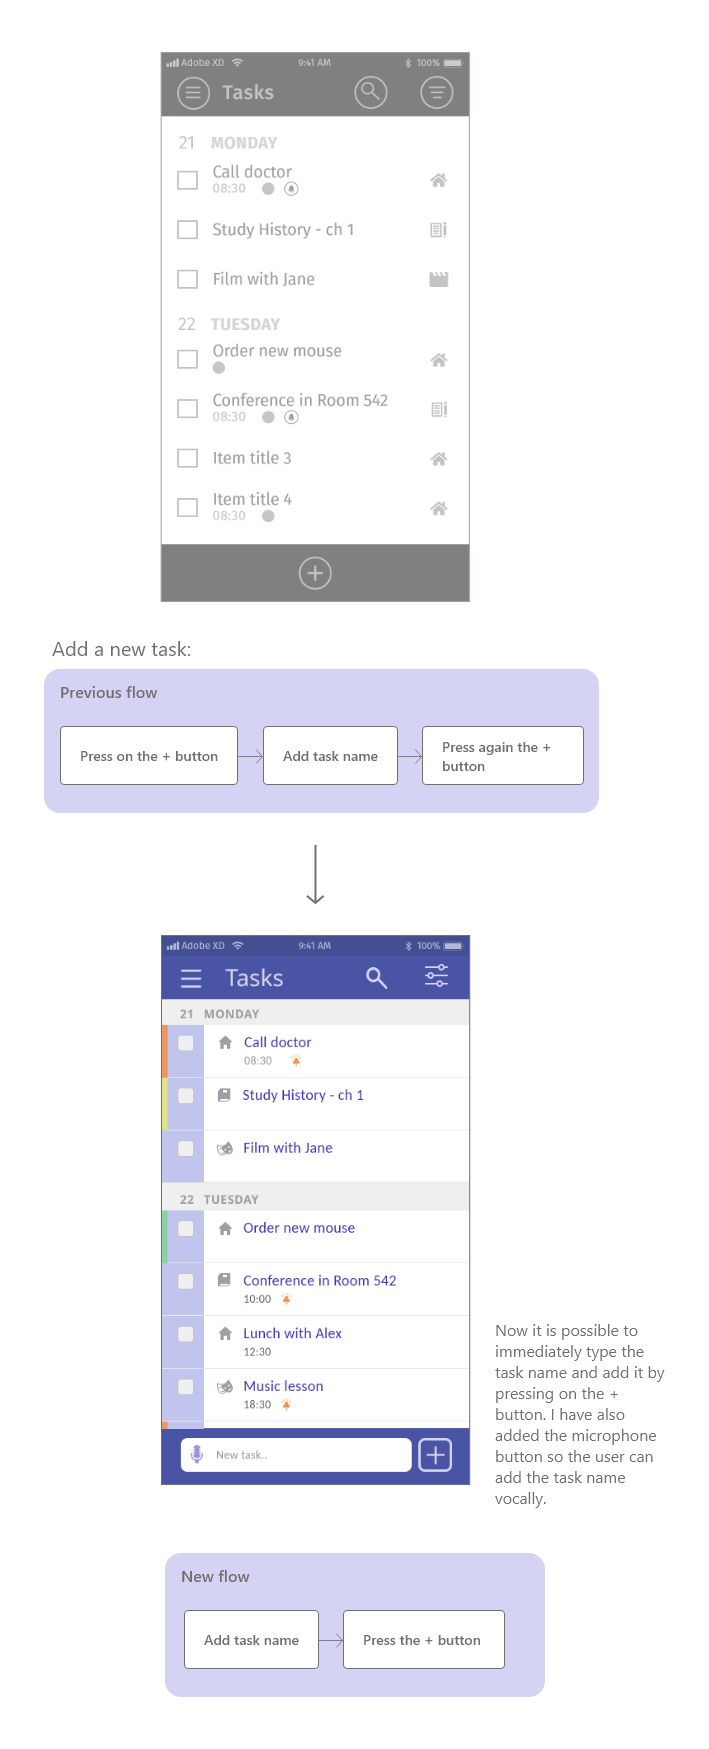 Adobe XD 9:41 AM 100%
Tasks
21 MONDAY
Call doctor
08:30
Study History - ch 1
Film with Jane
22 TUESDAY
Order new mouse
Conference in Room 542
08:30
Item title 3
Item title 4
08:30
Add a new task:
Previous flow
Press on the + button
Add task name
Press again the +
button
Adobe XD 9:41 AM 100%
Tasks
21 MONDAY
Call doctor
08:30
Study History - ch 1
Film with Jane
22 TUESDAY
Order new mouse
Conference in Room 542
10:00
Lunch with Alex
12:30
Music lesson
18:30
New task..
Now it is possible to
immediately type the
task name and add it by
pressing on the +
button. I have also
added the microphone
button so the user can
add the task name
vocally.
New flow
Add task name
Press the + button